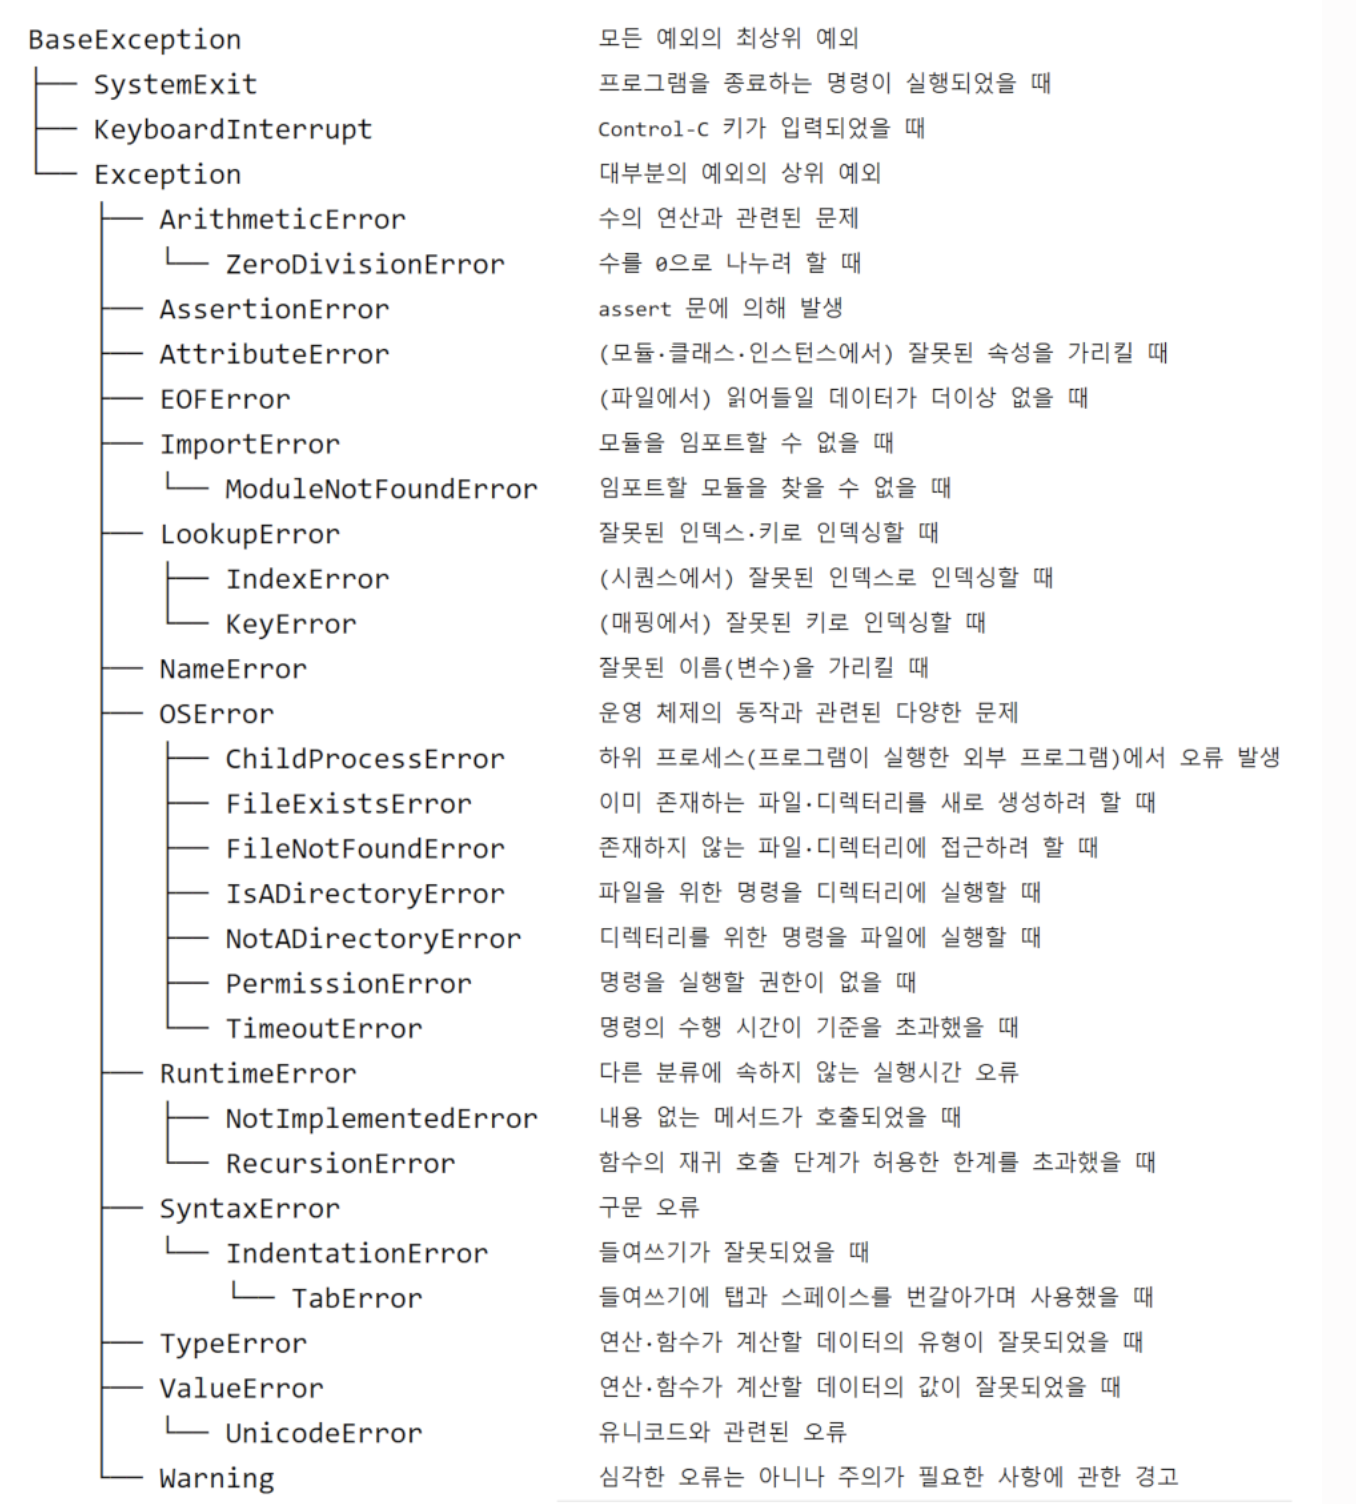 BaseException 모든 예외의 최상위 예외
SystemExit 프로그램을 종료하는 명령이 실행되었을 때
KeyboardInterrupt Control-C 키가 입력되었을 때
Exception 대부분의 예외의 상위 예외
ArithmeticError 수의 연산과 관련된 문제
ZeroDivisionError 수를 0으로 나누려 할 때
AssertionError assert 문에 의해 발생
AttributeError (모듈·클래스·인스턴스에서) 잘못된 속성을 가리킬 때
EOFError (파일에서) 읽어들일 데이터가 더이상 없을 때
ImportError 모듈을 임포트할 수 없을 때
ModuleNotFoundError 임포트할 모듈을 찾을 수 없을 때
LookupError 잘못된 인덱스·키로 인덱싱할 때
IndexError (시퀀스에서) 잘못된 인덱스로 인덱싱할 때
KeyError (매핑에서) 잘못된 키로 인덱싱할 때
NameError 잘못된 이름(변수)을 가리킬 때
OSError 운영 체제의 동작과 관련된 다양한 문제
ChildProcessError 하위 프로세스(프로그램이 실행한 외부 프로그램)에서 오류 발생
FileExistsError 이미 존재하는 파일·디렉터리를 새로 생성하려 할 때
FileNotFoundError 존재하지 않는 파일·디렉터리에 접근하려 할 때
IsADirectoryError 파일을 위한 명령을 디렉터리에 실행할 때
NotADirectoryError 디렉터리를 위한 명령을 파일에 실행할 때
PermissionError 명령을 실행할 권한이 없을 때
TimeoutError 명령의 수행 시간이 기준을 초과했을 때
RuntimeError 다른 분류에 속하지 않는 실행시간 오류
NotImplementedError 내용 없는 메서드가 호출되었을 때
RecursionError 함수의 재귀 호출 단계가 허용한 한계를 초과했을 때
SyntaxError 구문 오류
IndentationError 들여쓰기가 잘못되었을 때
TabError 들여쓰기에 탭과 스페이스를 번갈아가며 사용했을 때
TypeError 연산·함수가 계산할 데이터의 유형이 잘못되었을 때
ValueError 연산·함수가 계산할 데이터의 값이 잘못되었을 때
UnicodeError 유니코드와 관련된 오류
Warning 심각한 오류는 아니나 주의가 필요한 사항에 관한 경고